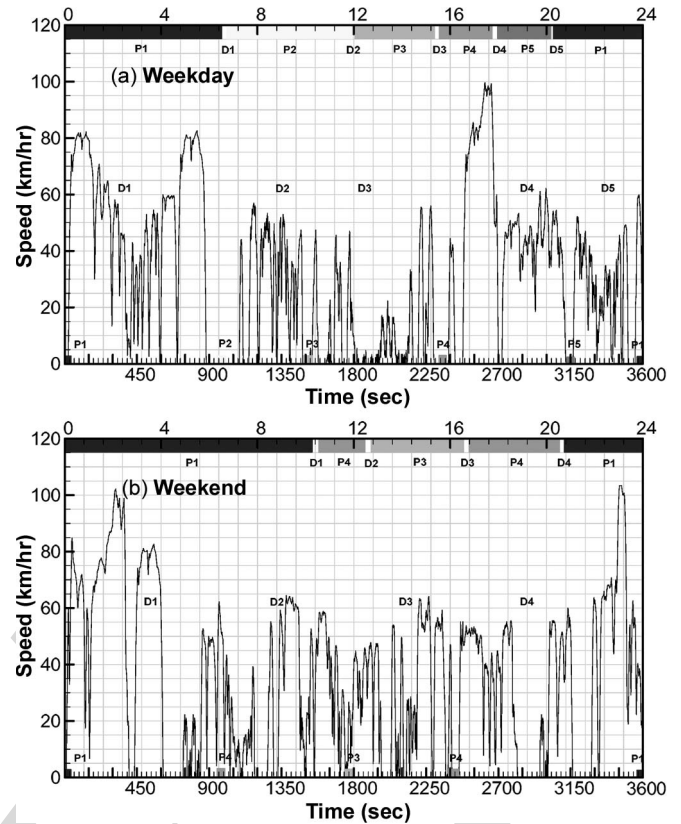 0 4 8 12 16 20 24
120
P1 D1 P2 D2 P3 D3 P4 D4 P5 D5 P1
(a) Weekday
100
80
60
D1 D2 D3 D4 D5
40
20
P1 P2 P3 P4 P5 P1
0
Speed (km/hr)
450 900 1350 1800 2250 2700 3150 3600
Time (sec)
0 4 8 12 16 20 24
120
P1 D1 P4 D2 P3 D3 P4 D4 P1
(b) Weekend
100
80
60
D1 D2 D3 D4
40
20
P1 P4 P3 P4 P1
0
Speed (km/hr)
450 900 1350 1800 2250 2700 3150 3600
Time (sec)